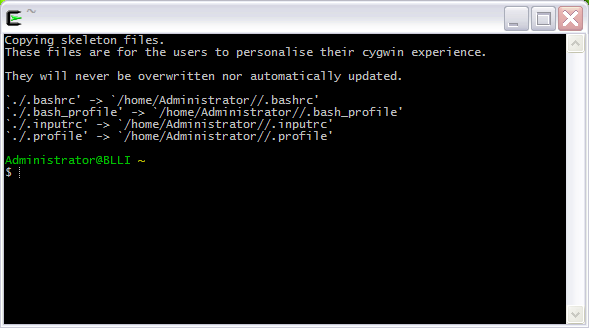 ~
Copying skeleton files.
These files are for the users to personalise their cygwin experience.
They will never be overwritten nor automatically updated.
`./.bashrc' -> `/home/Administrator//.bashrc'
`./.bash_profile' -> `/home/Administrator//.bash_profile'
`./.inputrc' -> `/home/Administrator//.inputrc'
`./.profile' -> `/home/Administrator//.profile'
Administrator@BLLI ~
$